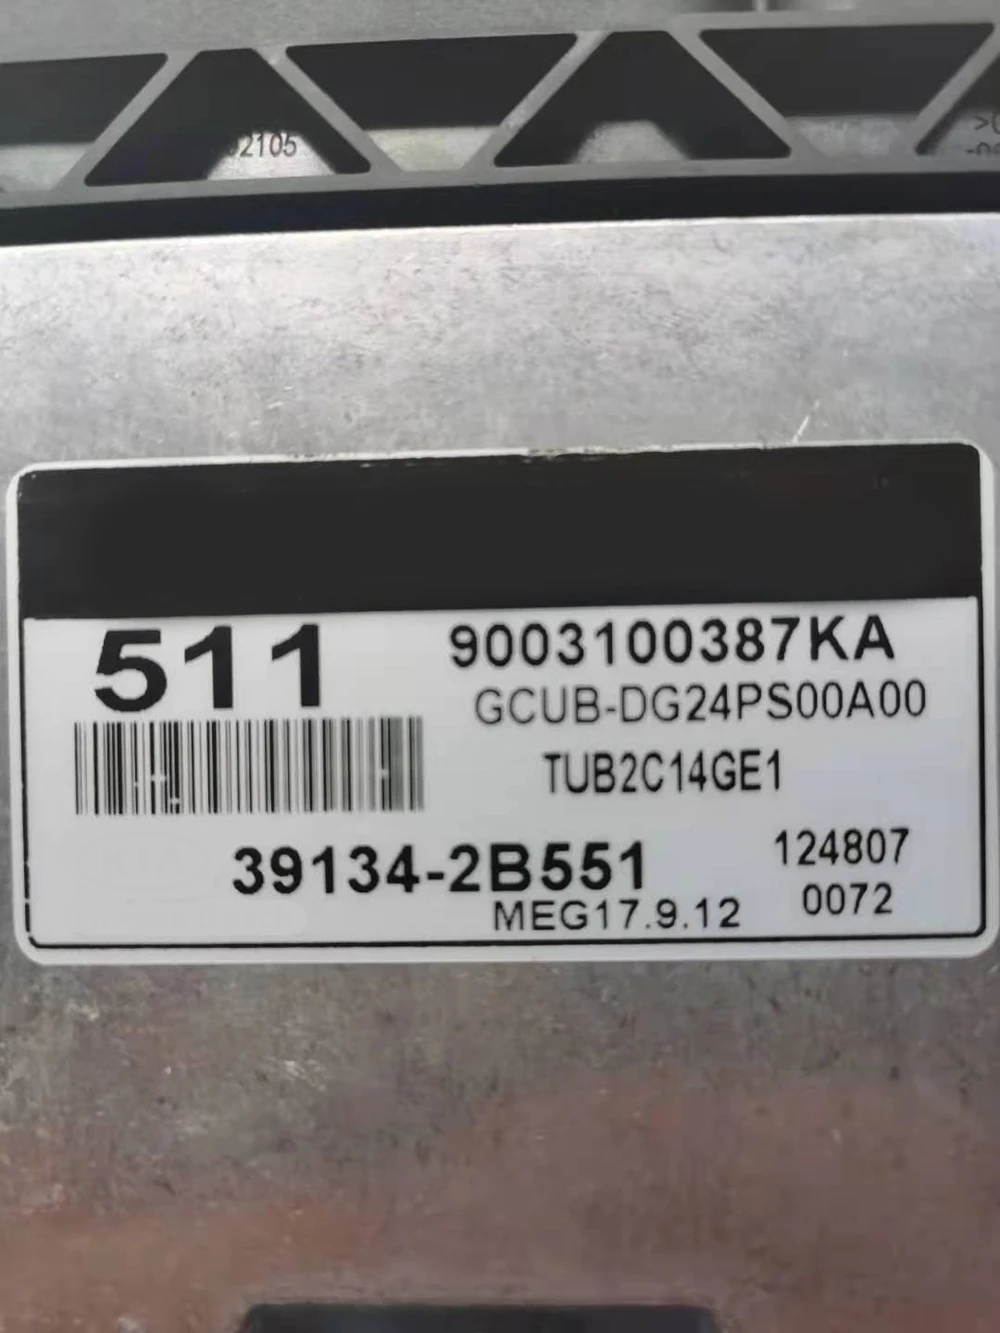 2105
511
9003100387KA
GCUB-DG24PS00A00
TUB2C14GE1
39134-2B551
124807
MEG17.9.12
0072